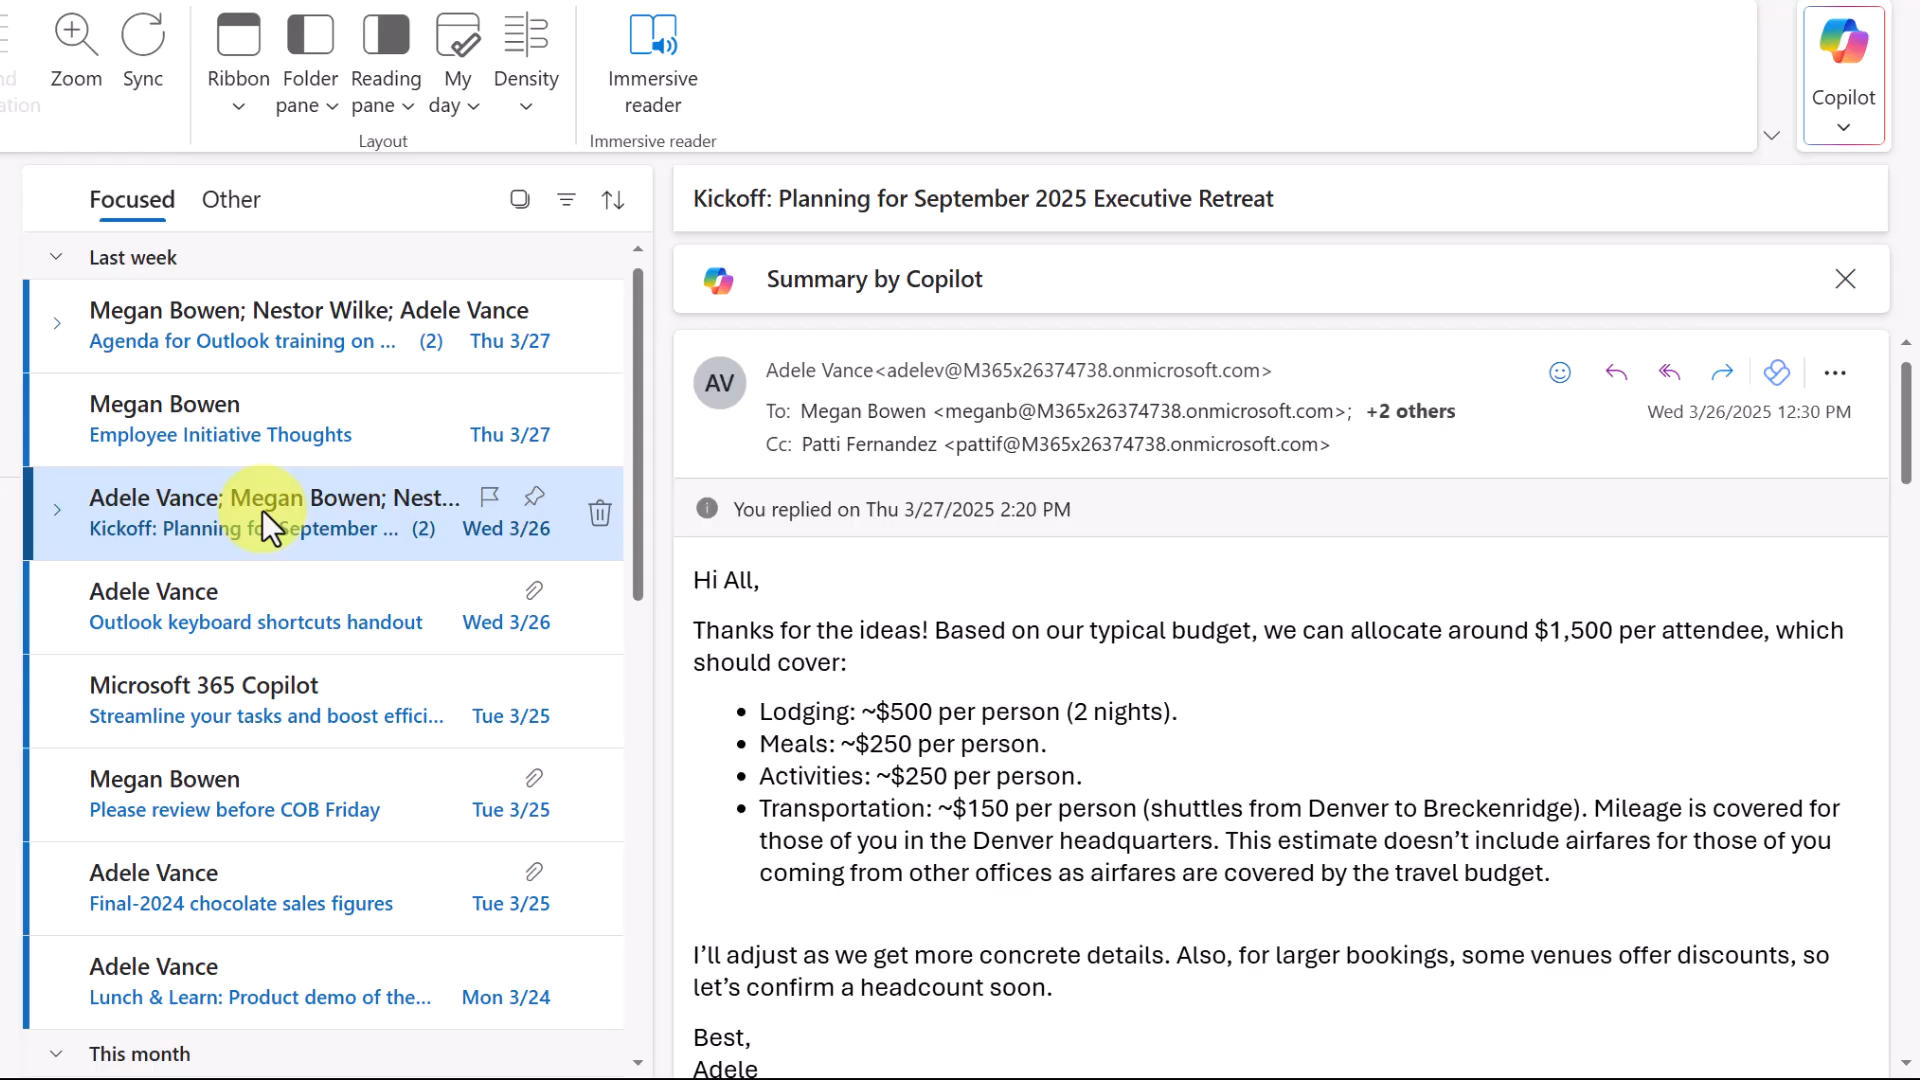 Zoom
Sync
Ribbon
Folder pane
Reading pane
My day
Density
Layout
Immersive reader
Immersive reader
Copilot
Focused
Other
Last week
Megan Bowen; Nestor Wilke; Adele Vance
Agenda for Outlook training on ... (2) Thu 3/27
Megan Bowen
Employee Initiative Thoughts Thu 3/27
Adele Vance; Megan Bowen; Nest...
Kickoff: Planning for September ... (2) Wed 3/26
Adele Vance
Outlook keyboard shortcuts handout Wed 3/26
Microsoft 365 Copilot
Streamline your tasks and boost effici... Tue 3/25
Megan Bowen
Please review before COB Friday Tue 3/25
Adele Vance
Final-2024 chocolate sales figures Tue 3/25
Adele Vance
Lunch & Learn: Product demo of the... Mon 3/24
This month
Kickoff: Planning for September 2025 Executive Retreat
Summary by Copilot
AV
Adele Vance<adelev@M365x26374738.onmicrosoft.com>
To: Megan Bowen <meganb@M365x26374738.onmicrosoft.com>; +2 others
Wed 3/26/2025 12:30 PM
Cc: Patti Fernandez <pattif@M365x26374738.onmicrosoft.com>
You replied on Thu 3/27/2025 2:20 PM
Hi All,
Thanks for the ideas! Based on our typical budget, we can allocate around $1,500 per attendee, which
should cover:
• Lodging: ~$500 per person (2 nights).
• Meals: ~$250 per person.
• Activities: ~$250 per person.
• Transportation: ~$150 per person (shuttles from Denver to Breckenridge). Mileage is covered for
those of you in the Denver headquarters. This estimate doesn’t include airfares for those of you
coming from other offices as airfares are covered by the travel budget.
I’ll adjust as we get more concrete details. Also, for larger bookings, some venues offer discounts, so
let’s confirm a headcount soon.
Best,
Adele